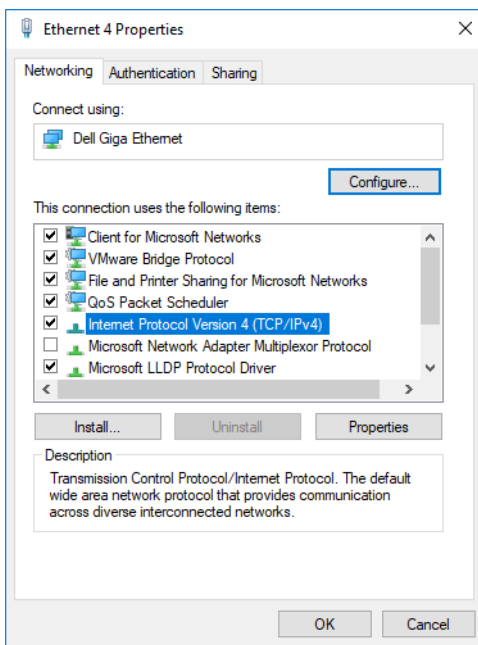 Ethernet 4 Properties
Networking Authentication Sharing
Connect using:
Dell Giga Ethernet
Configure...
This connection uses the following items:
Client for Microsoft Networks
VMware Bridge Protocol
File and Printer Sharing for Microsoft Networks
QoS Packet Scheduler
Internet Protocol Version 4 (TCP/IPv4)
Microsoft Network Adapter Multiplexor Protocol
Microsoft LLDP Protocol Driver
Install... Uninstall Properties
Description
Transmission Control Protocol/Internet Protocol. The default
wide area network protocol that provides communication
across diverse interconnected networks.
OK Cancel